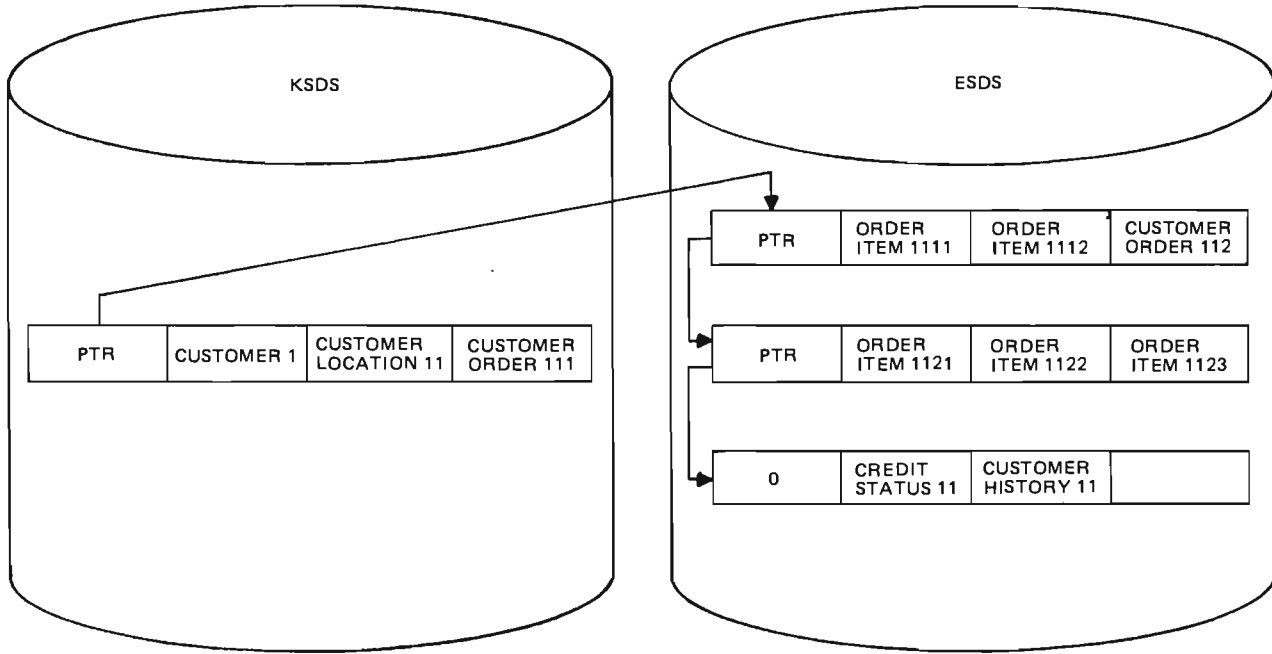 KSDS
ESDS
PTR
CUSTOMER 1
CUSTOMER
LOCATION 11
CUSTOMER
ORDER 111
PTR
ORDER
ITEM 1111
ORDER
ITEM 1112
CUSTOMER
ORDER 112
PTR
ORDER
ITEM 1121
ORDER
ITEM 1122
ORDER
ITEM 1123
0
CREDIT
STATUS 11
CUSTOMER
HISTORY 11